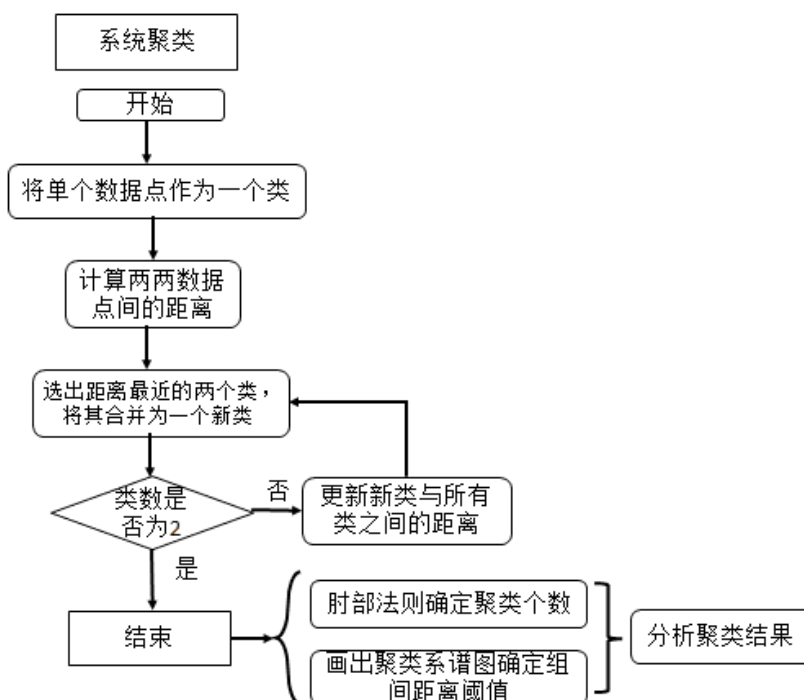 系统聚类
开始
将单个数据点作为一个类
计算两两数据
点间的距离
选出距离最近的两个类，
将其合并为一个新类
类数是
否为2
否
更新新类与所有
类之间的距离
是
结束
肘部法则确定聚类个数
画出聚类系谱图确定组
间距离阈值
分析聚类结果